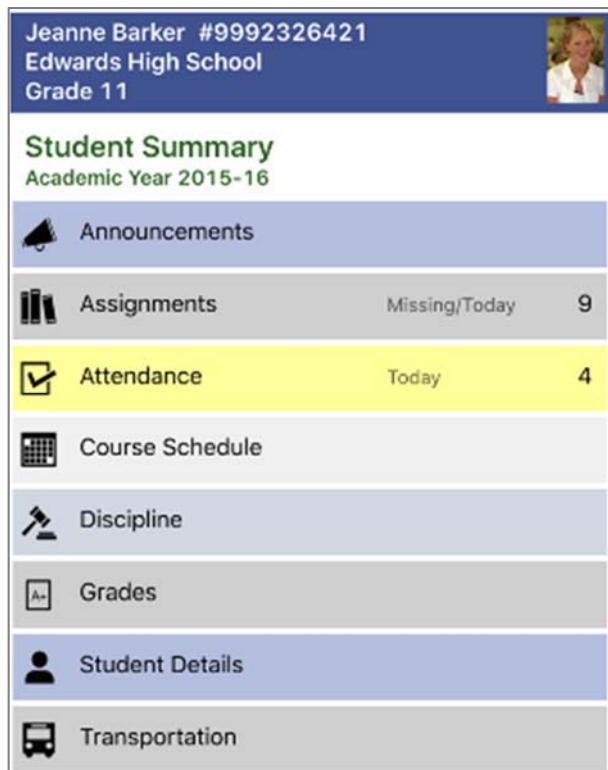 Jeanne Barker #9992326421
Edwards High School
Grade 11
Student Summary
Academic Year 2015-16
Announcements
Assignments Missing/Today 9
Attendance Today 4
Course Schedule
Discipline
A+ Grades
Student Details
Transportation